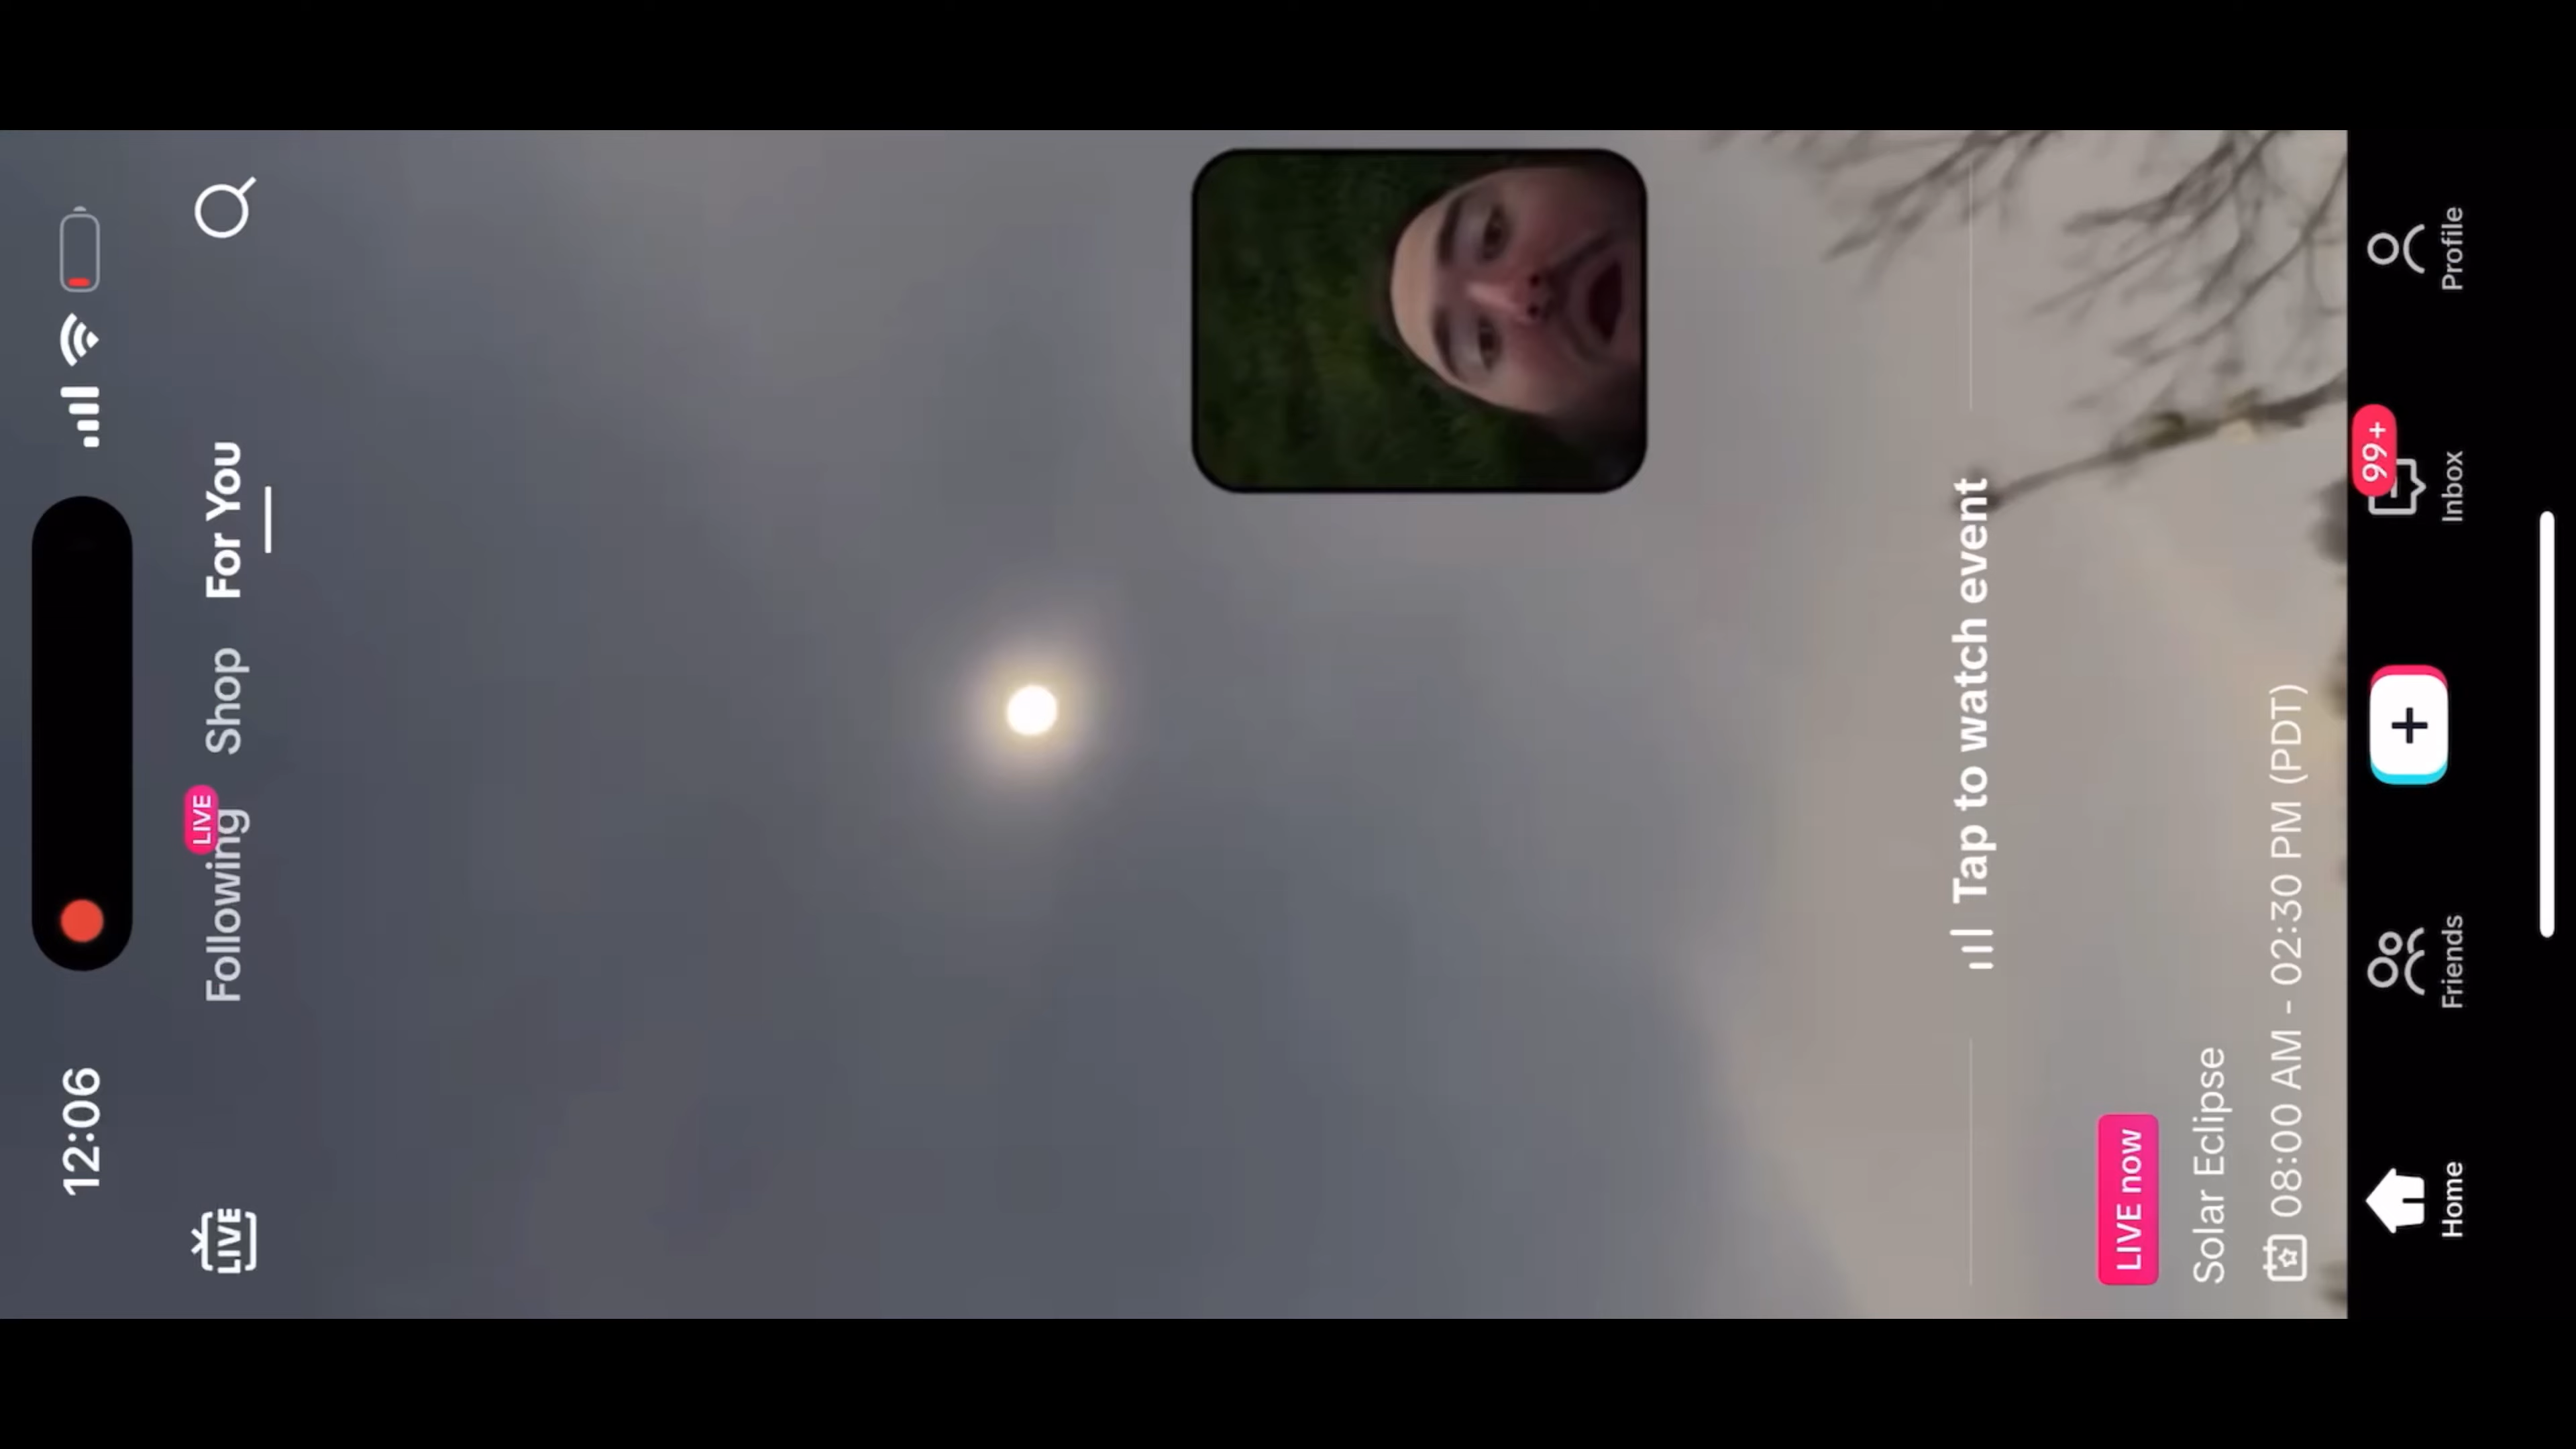 12:06
LIVE
Following
LIVE
Shop
For You
Tap to watch event
LIVE now
Solar Eclipse
08:00 AM - 02:30 PM (PDT)
Home
Friends
99+
Inbox
Profile